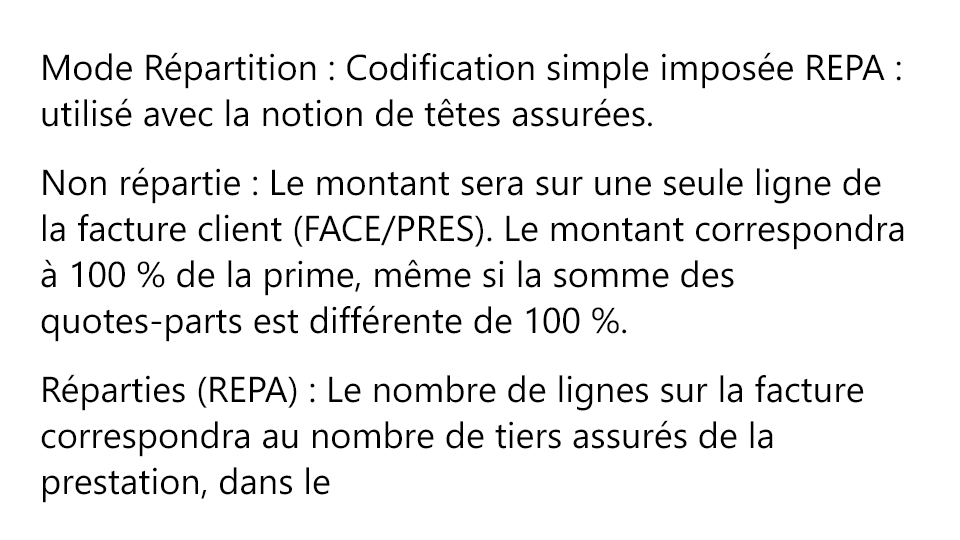 Mode Répartition : Codification simple imposée REPA :
utilisé avec la notion de têtes assurées.
Non répartie : Le montant sera sur une seule ligne de
la facture client (FACE/PRES). Le montant correspondra
à 100 % de la prime, même si la somme des
quotes-parts est différente de 100 %.
Réparties (REPA) : Le nombre de lignes sur la facture
correspondra au nombre de tiers assurés de la
prestation, dans le